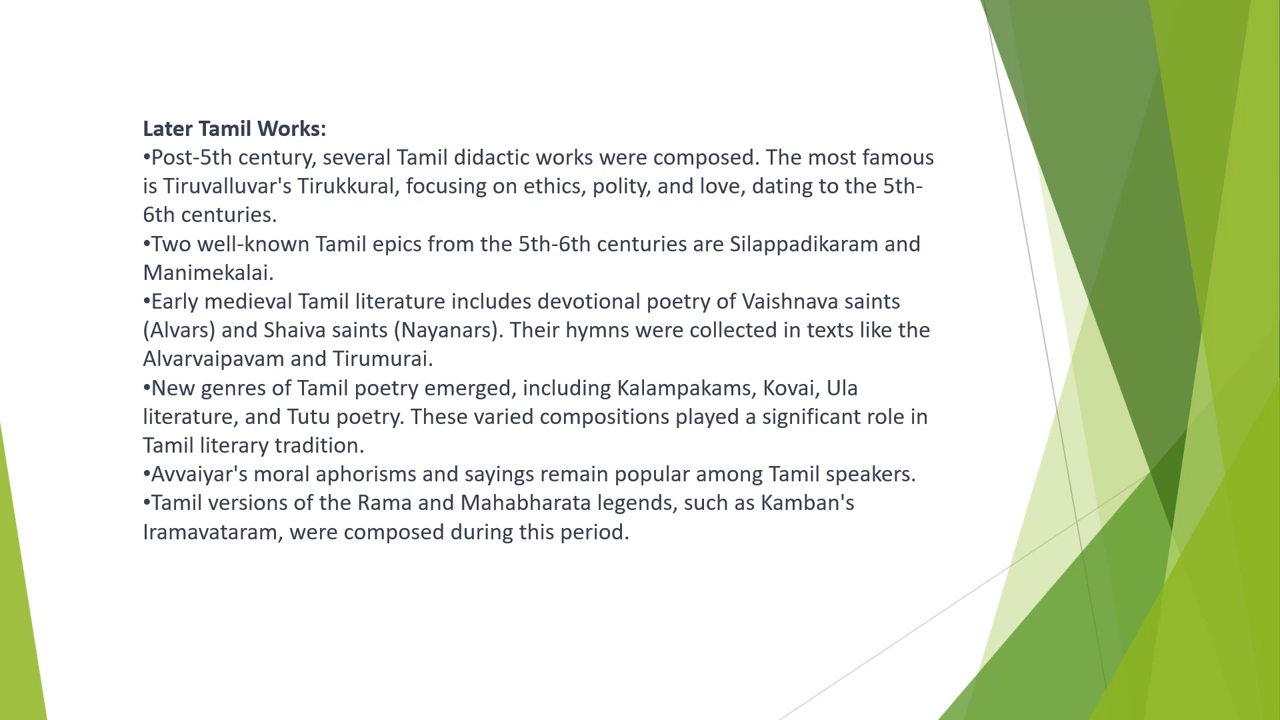 Later Tamil Works:
•Post-5th century, several Tamil didactic works were composed. The most famous
is Tiruvalluvar's Tirukkural, focusing on ethics, polity, and love, dating to the 5th-
6th centuries.
•Two well-known Tamil epics from the 5th-6th centuries are Silappadikaram and
Manimekalai.
•Early medieval Tamil literature includes devotional poetry of Vaishnava saints
(Alvars) and Shaiva saints (Nayanars). Their hymns were collected in texts like the
Alvarvaipavam and Tirumurai.
•New genres of Tamil poetry emerged, including Kalampakams, Kovai, Ula
literature, and Tutu poetry. These varied compositions played a significant role in
Tamil literary tradition.
•Avvaiyar's moral aphorisms and sayings remain popular among Tamil speakers.
•Tamil versions of the Rama and Mahabharata legends, such as Kamban's
Iramavataram, were composed during this period.